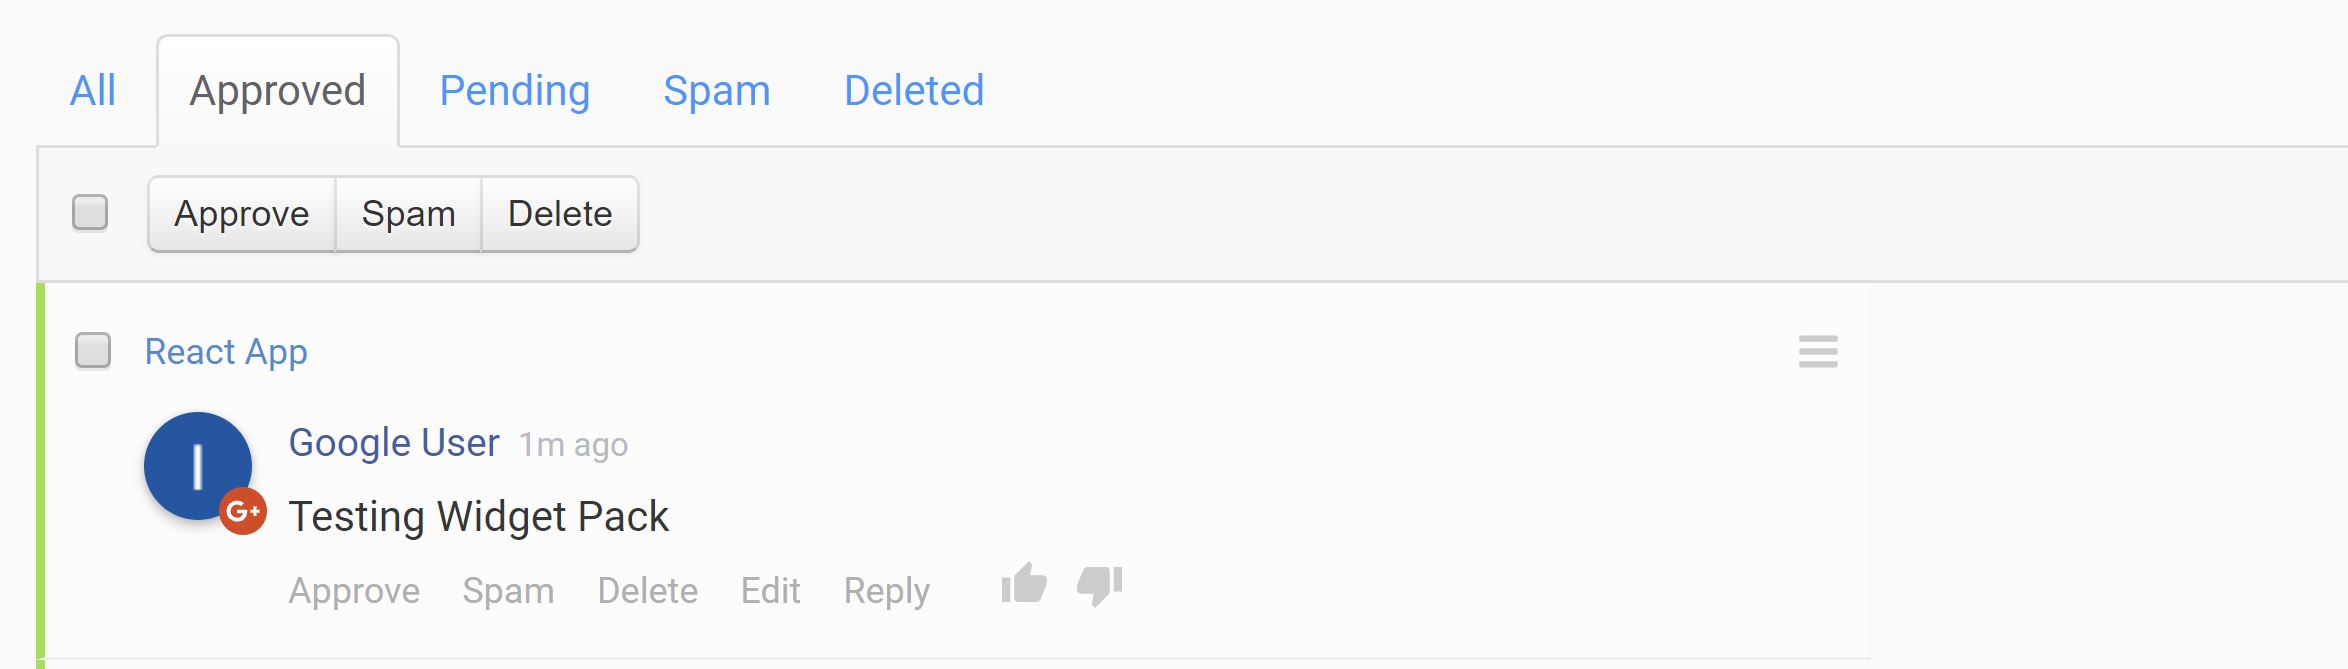 All Approved Pending Spam Deleted
Approve Spam Delete
React App
I
Google User 1m ago
G+
Testing Widget Pack
Approve Spam Delete Edit Reply